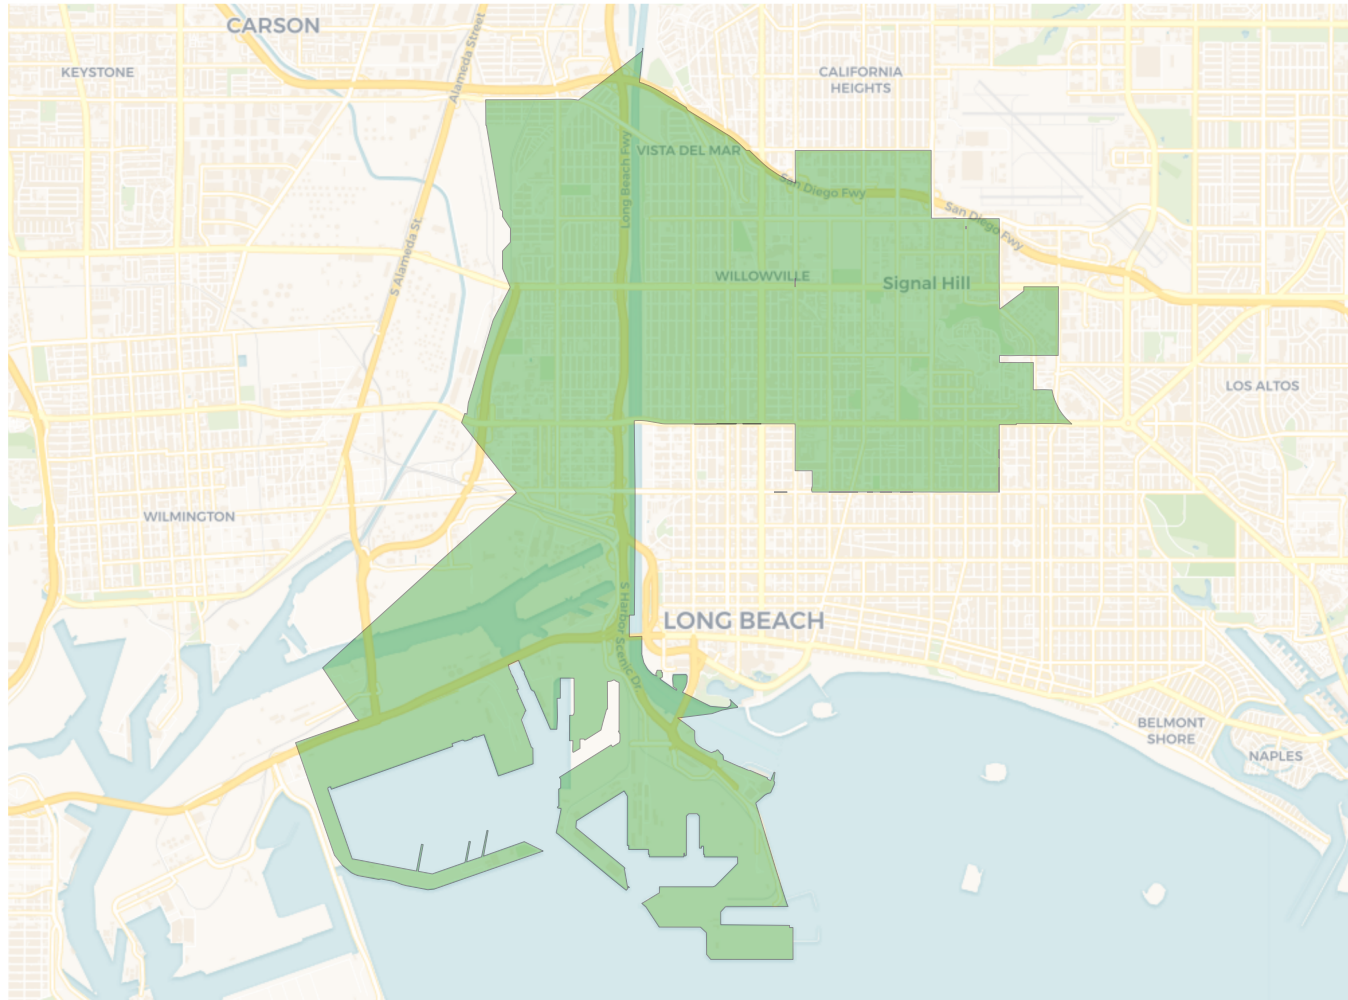 CARSON
Alameda Street
KEYSTONE
CALIFORNIA
HEIGHTS
Long Beach Fwy
VISTA DEL MAR
San Diego Fwy
San Diego Fwy
S Alameda St.
WILLOWVILLE
Signal Hill
LOS ALTOS
WILMINGTON
S Harbor Scenic Dr
LONG BEACH
BELMONT
SHORE
NAPLES